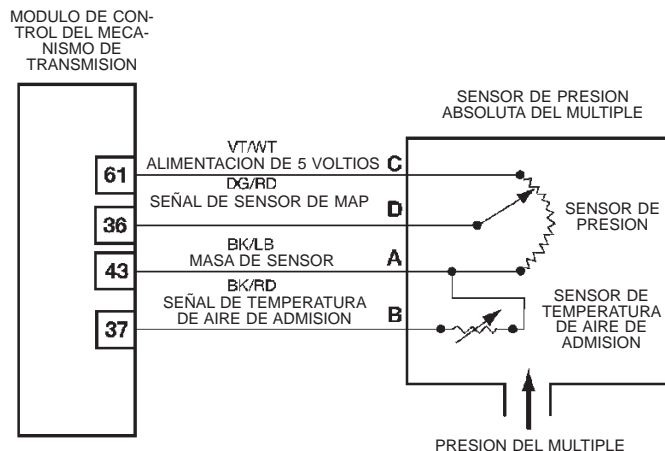 MODULO DE CON-
TROL DEL MECA-
NISMO DE
TRANSMISION
SENSOR DE PRESION
ABSOLUTA DEL MULTIPLE
VT/WT
ALIMENTACION DE 5 VOLTIOS
C
61
DG/RD
SEÑAL DE SENSOR DE MAP
D
36
SENSOR DE
PRESION
BK/LB
MASA DE SENSOR
A
43
BK/RD
SEÑAL DE TEMPERATURA
DE AIRE DE ADMISION
B
37
SENSOR DE
TEMPERATURA
DE AIRE DE
ADMISION
PRESION DEL MULTIPLE